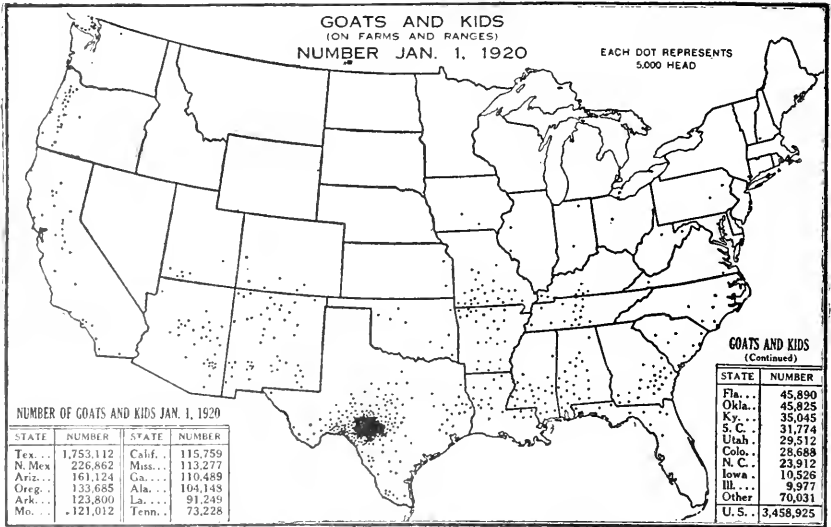 GOATS AND KIDS
(ON FARMS AND RANGES)
NUMBER JAN. 1, 1920
EACH DOT REPRESENTS
5,000 HEAD
NUMBER OF GOATS AND KIDS JAN. 1, 1920
STATE NUMBER STATE NUMBER
Tex... 1,753,112 Calif. . 115,759
N. Mex 226,862 Miss... 113,277
Ariz... 161,124 Ga.... 110,489
Oreg. . 133,685 Ala... 104,148
Ark... 123,800 La.... 91,249
Mo.... 121,012 Tenn.. 73,228
GOATS AND KIDS
(Continued)
STATE NUMBER
Fla... 45,890
Okla.. 45,825
Ky.... 35,045
S. C. . 31,774
Utah . 29,512
Colo.. 28,688
N. C.. 23,912
Iowa . 10,526
Ill. ... 9,977
Other 70,031
U. S. . 3,458,925